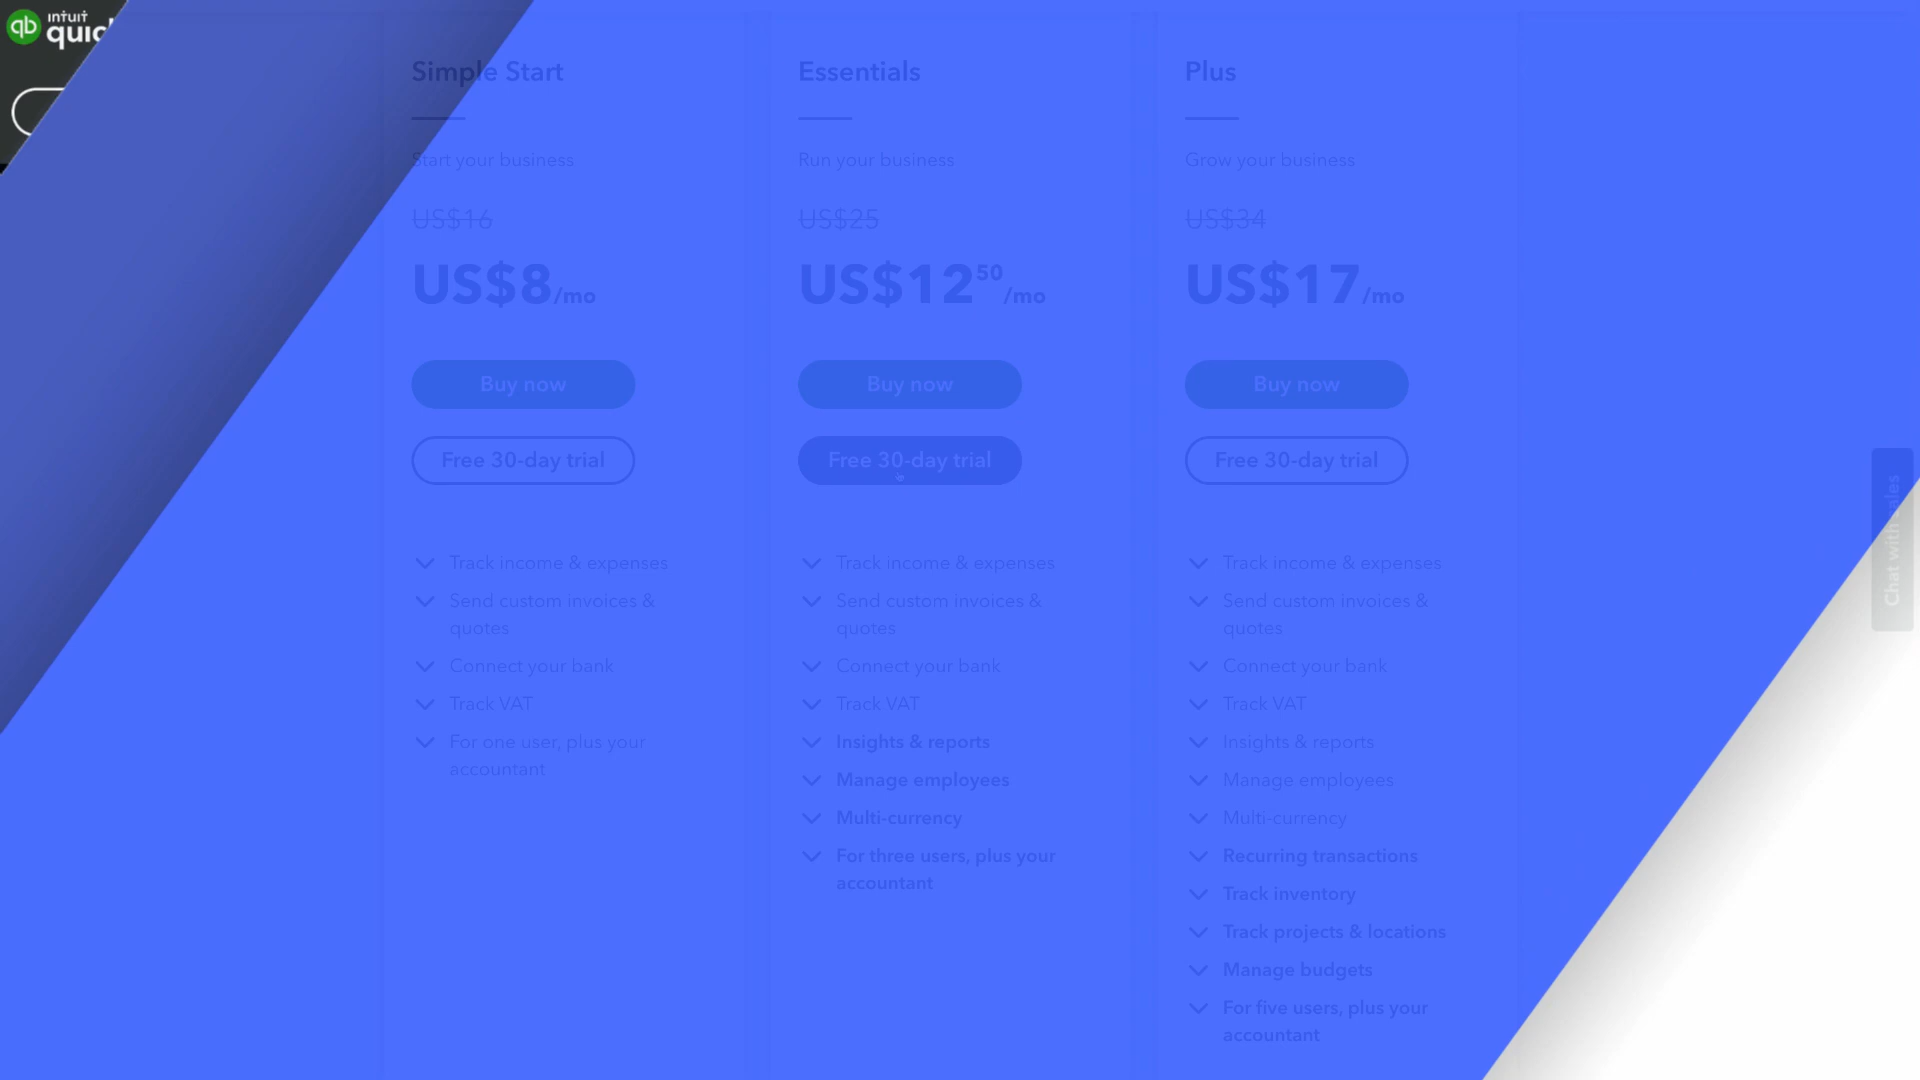 ıntuıt
quic
Simple Start
Start your business
US$16
US$8/mo
Buy now
Free 30-day trial
Track income & expenses
Send custom invoices &
quotes
Connect your bank
Track VAT
For one user, plus your
accountant
Essentials
Run your business
US$25
US$12⁵⁰/mo
Buy now
Free 30-day trial
Track income & expenses
Send custom invoices &
quotes
Connect your bank
Track VAT
Insights & reports
Manage employees
Multi-currency
For three users, plus your
accountant
Plus
Grow your business
US$34
US$17/mo
Buy now
Free 30-day trial
Track income & expenses
Send custom invoices &
quotes
Connect your bank
Track VAT
Insights & reports
Manage employees
Multi-currency
Recurring transactions
Track inventory
Track projects & locations
Manage budgets
For five users, plus your
accountant
Chat with sales